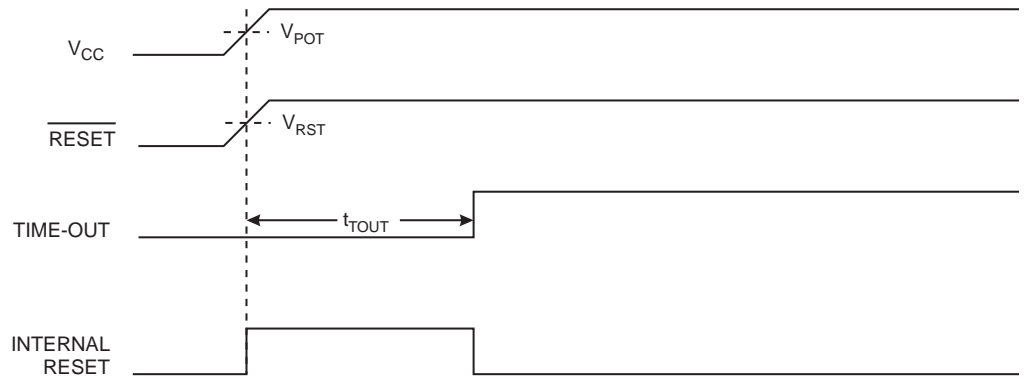 V_CC
V_POT
RESET
V_RST
TIME-OUT
t_TOUT
INTERNAL
RESET